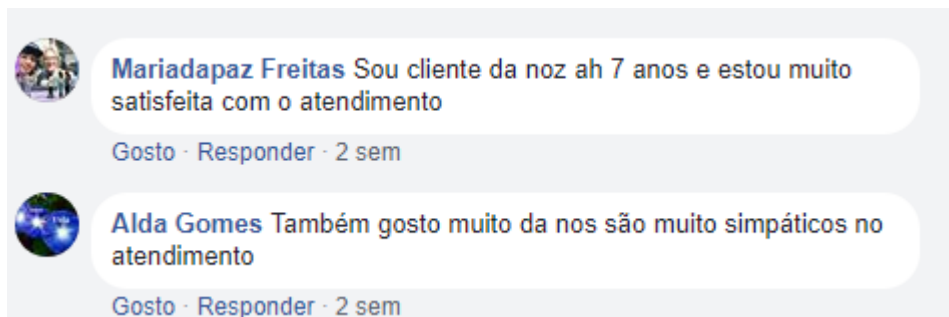 Mariadapaz Freitas Sou cliente da noz ah 7 anos e estou muito
satisfeita com o atendimento
Gosto · Responder · 2 sem
Alda Gomes Também gosto muito da nos são muito simpáticos no
atendimento
Gosto · Responder · 2 sem